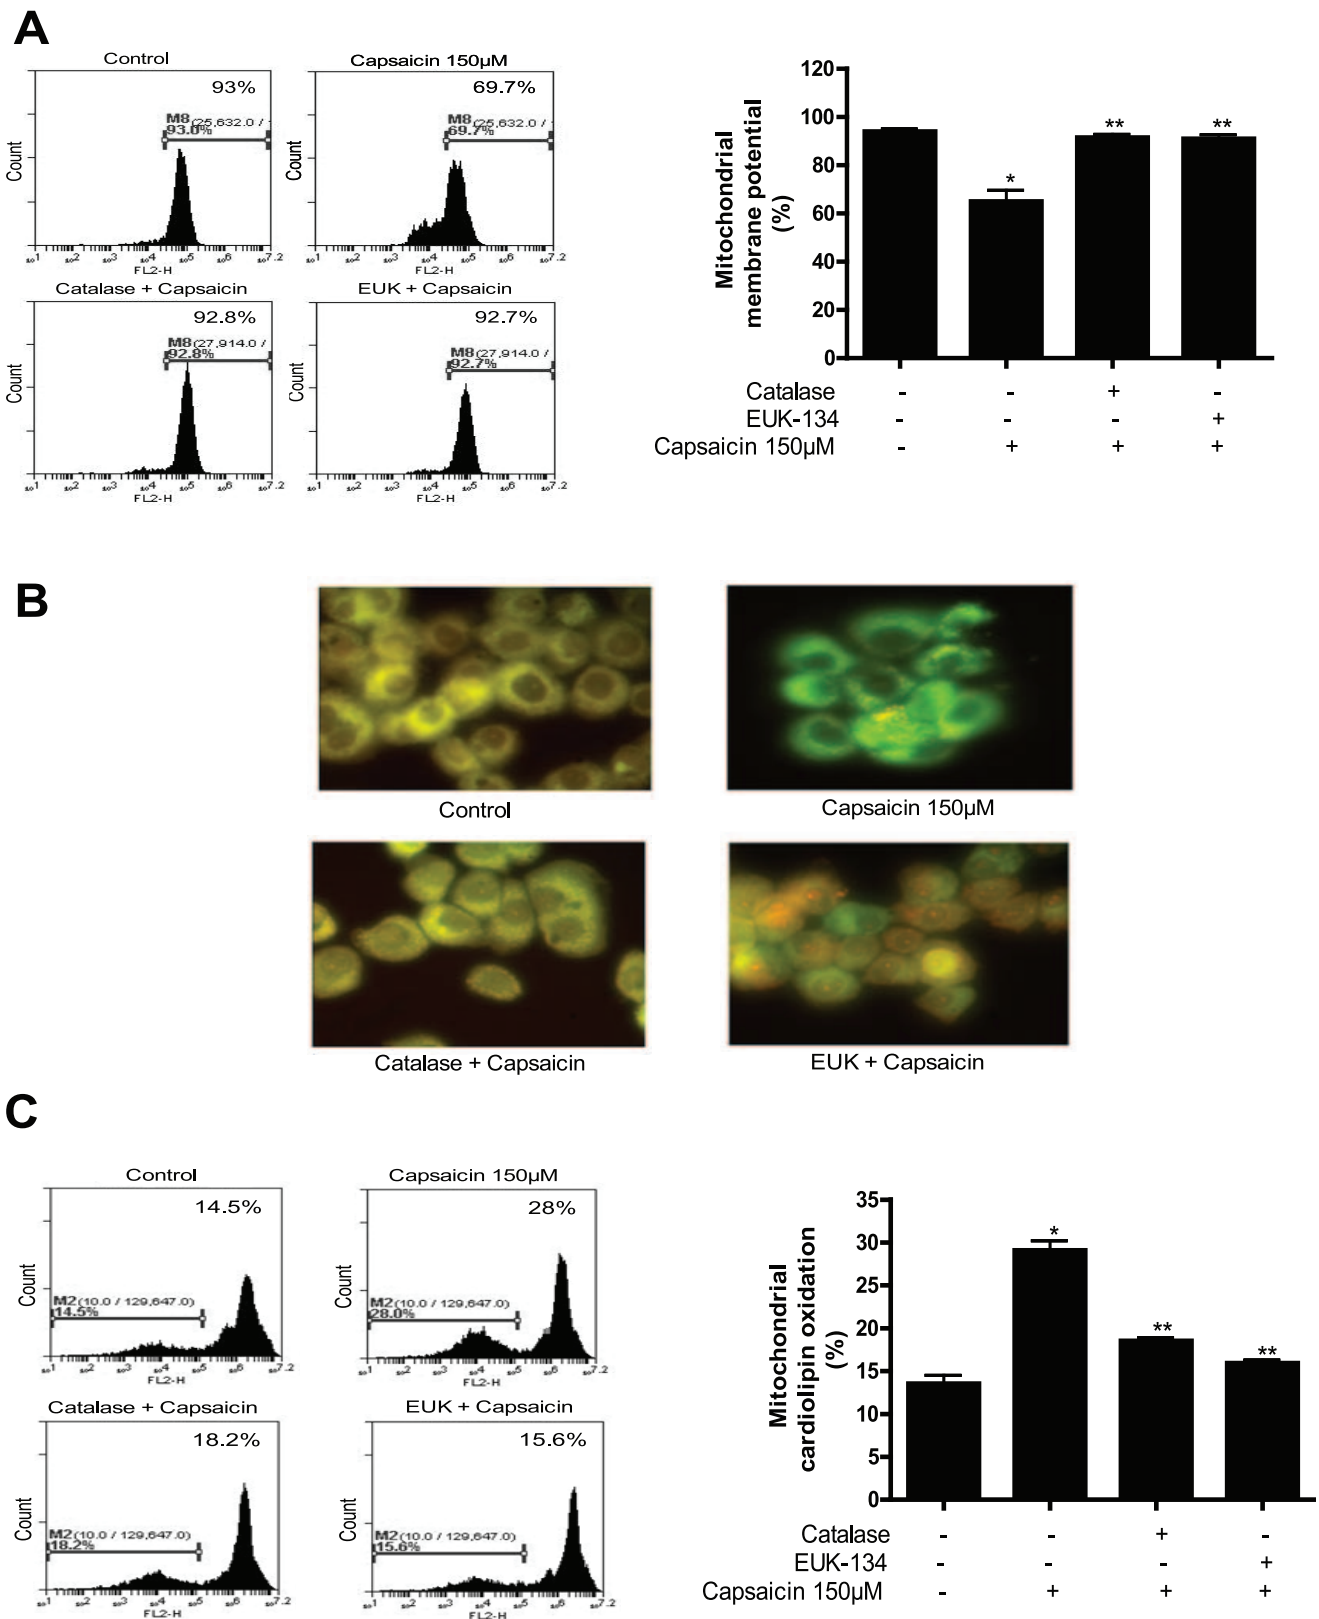 A
Control
93%
M8(25,632.0 /
93.0%
Count
FL2-H
Capsaicin 150µM
69.7%
M8(25,632.0 /
69.7%
Count
FL2-H
Catalase + Capsaicin
92.8%
M8(27,914.0 /
92.8%
Count
FL2-H
EUK + Capsaicin
92.7%
M8(27,914.0 /
92.7%
Count
FL2-H
Mitochondrial
membrane potential
(%)
120
100
80
60
40
20
0
* ** **
Catalase - - + -
EUK-134 - - - +
Capsaicin 150µM - + + +
B
Control
Capsaicin 150µM
Catalase + Capsaicin
EUK + Capsaicin
C
Control
14.5%
M2(10.0 / 129,647.0)
14.5%
Count
FL2-H
Capsaicin 150µM
28%
M2(10.0 / 129,647.0)
28.0%
Count
FL2-H
Catalase + Capsaicin
18.2%
M2(10.0 / 129,647.0)
18.2%
Count
FL2-H
EUK + Capsaicin
15.6%
M2(10.0 / 129,647.0)
15.6%
Count
FL2-H
Mitochondrial
cardiolipin oxidation
(%)
35
30
25
20
15
10
5
0
* ** **
Catalase - - + -
EUK-134 - - - +
Capsaicin 150µM - + + +